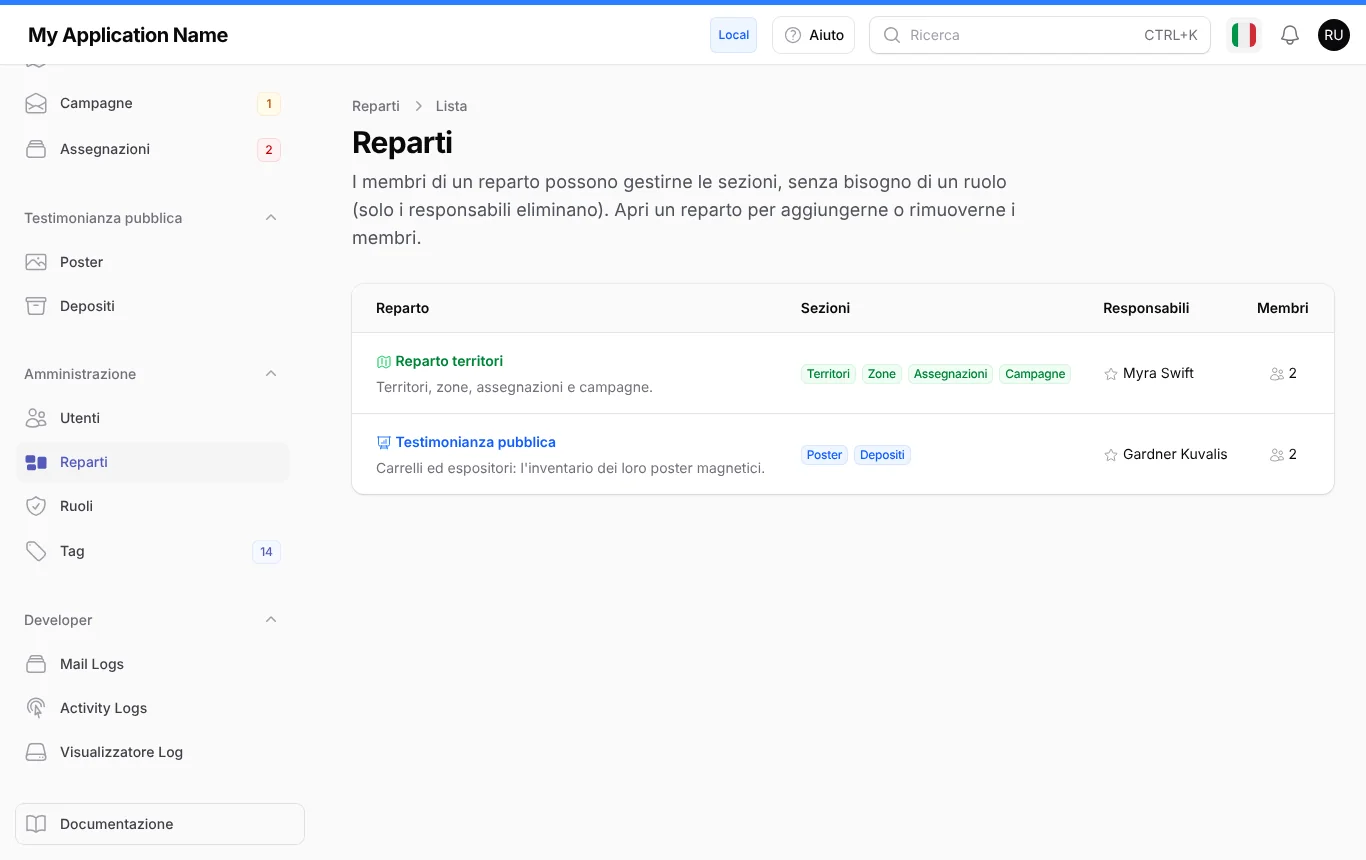 My Application Name
Local
Aiuto
Ricerca
CTRL+K
RU
Campagne
1
Assegnazioni
2
Testimonianza pubblica
Poster
Depositi
Amministrazione
Utenti
Reparti
Ruoli
Tag
14
Developer
Mail Logs
Activity Logs
Visualizzatore Log
Documentazione
Reparti
Lista
Reparti
I membri di un reparto possono gestirne le sezioni, senza bisogno di un ruolo
(solo i responsabili eliminano). Apri un reparto per aggiungerne o rimuoverne i
membri.
Reparto Sezioni Responsabili Membri
Reparto territori
Territori, zone, assegnazioni e campagne.
Territori Zone Assegnazioni Campagne
Myra Swift
2
Testimonianza pubblica
Carrelli ed espositori: l'inventario dei loro poster magnetici.
Poster Depositi
Gardner Kuvalis
2